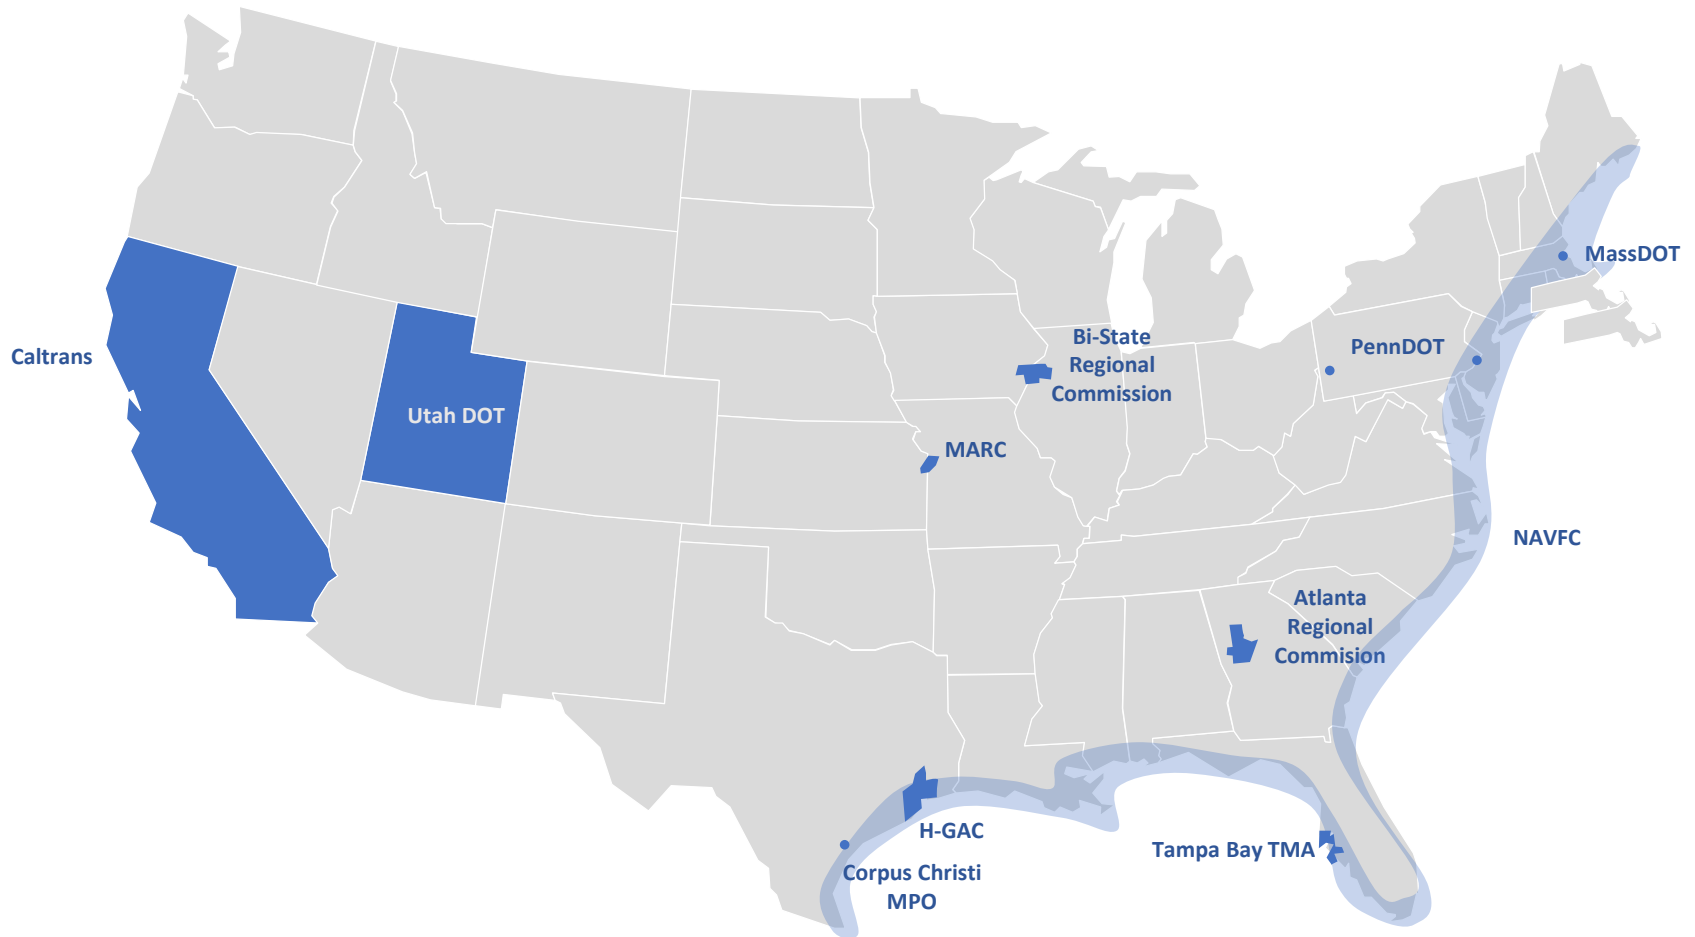 MassDOT
Bi-State
Regional
Commission
PennDOT
Caltrans
Utah DOT
MARC
NAVFC
Atlanta
Regional
Commision
H-GAC
Tampa Bay TMA
Corpus Christi
MPO